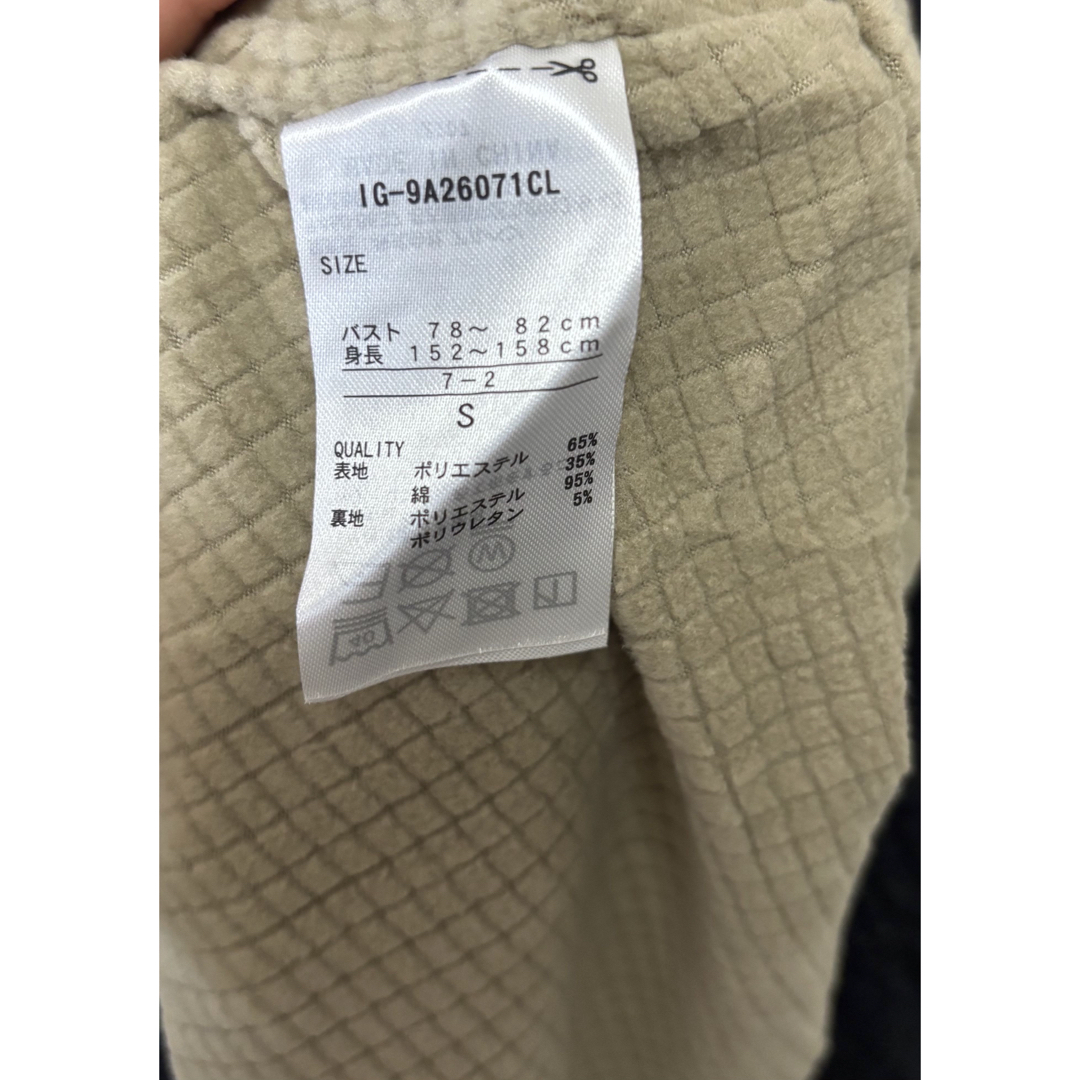 IG-9A26071CL
SIZE
バスト 78～ 82cm
身長 152～158cm
7-2
S
QUALITY
表地 ポリエステル 65%
綿 35%
裏地 ポリエステル 95%
ポリウレタン 5%